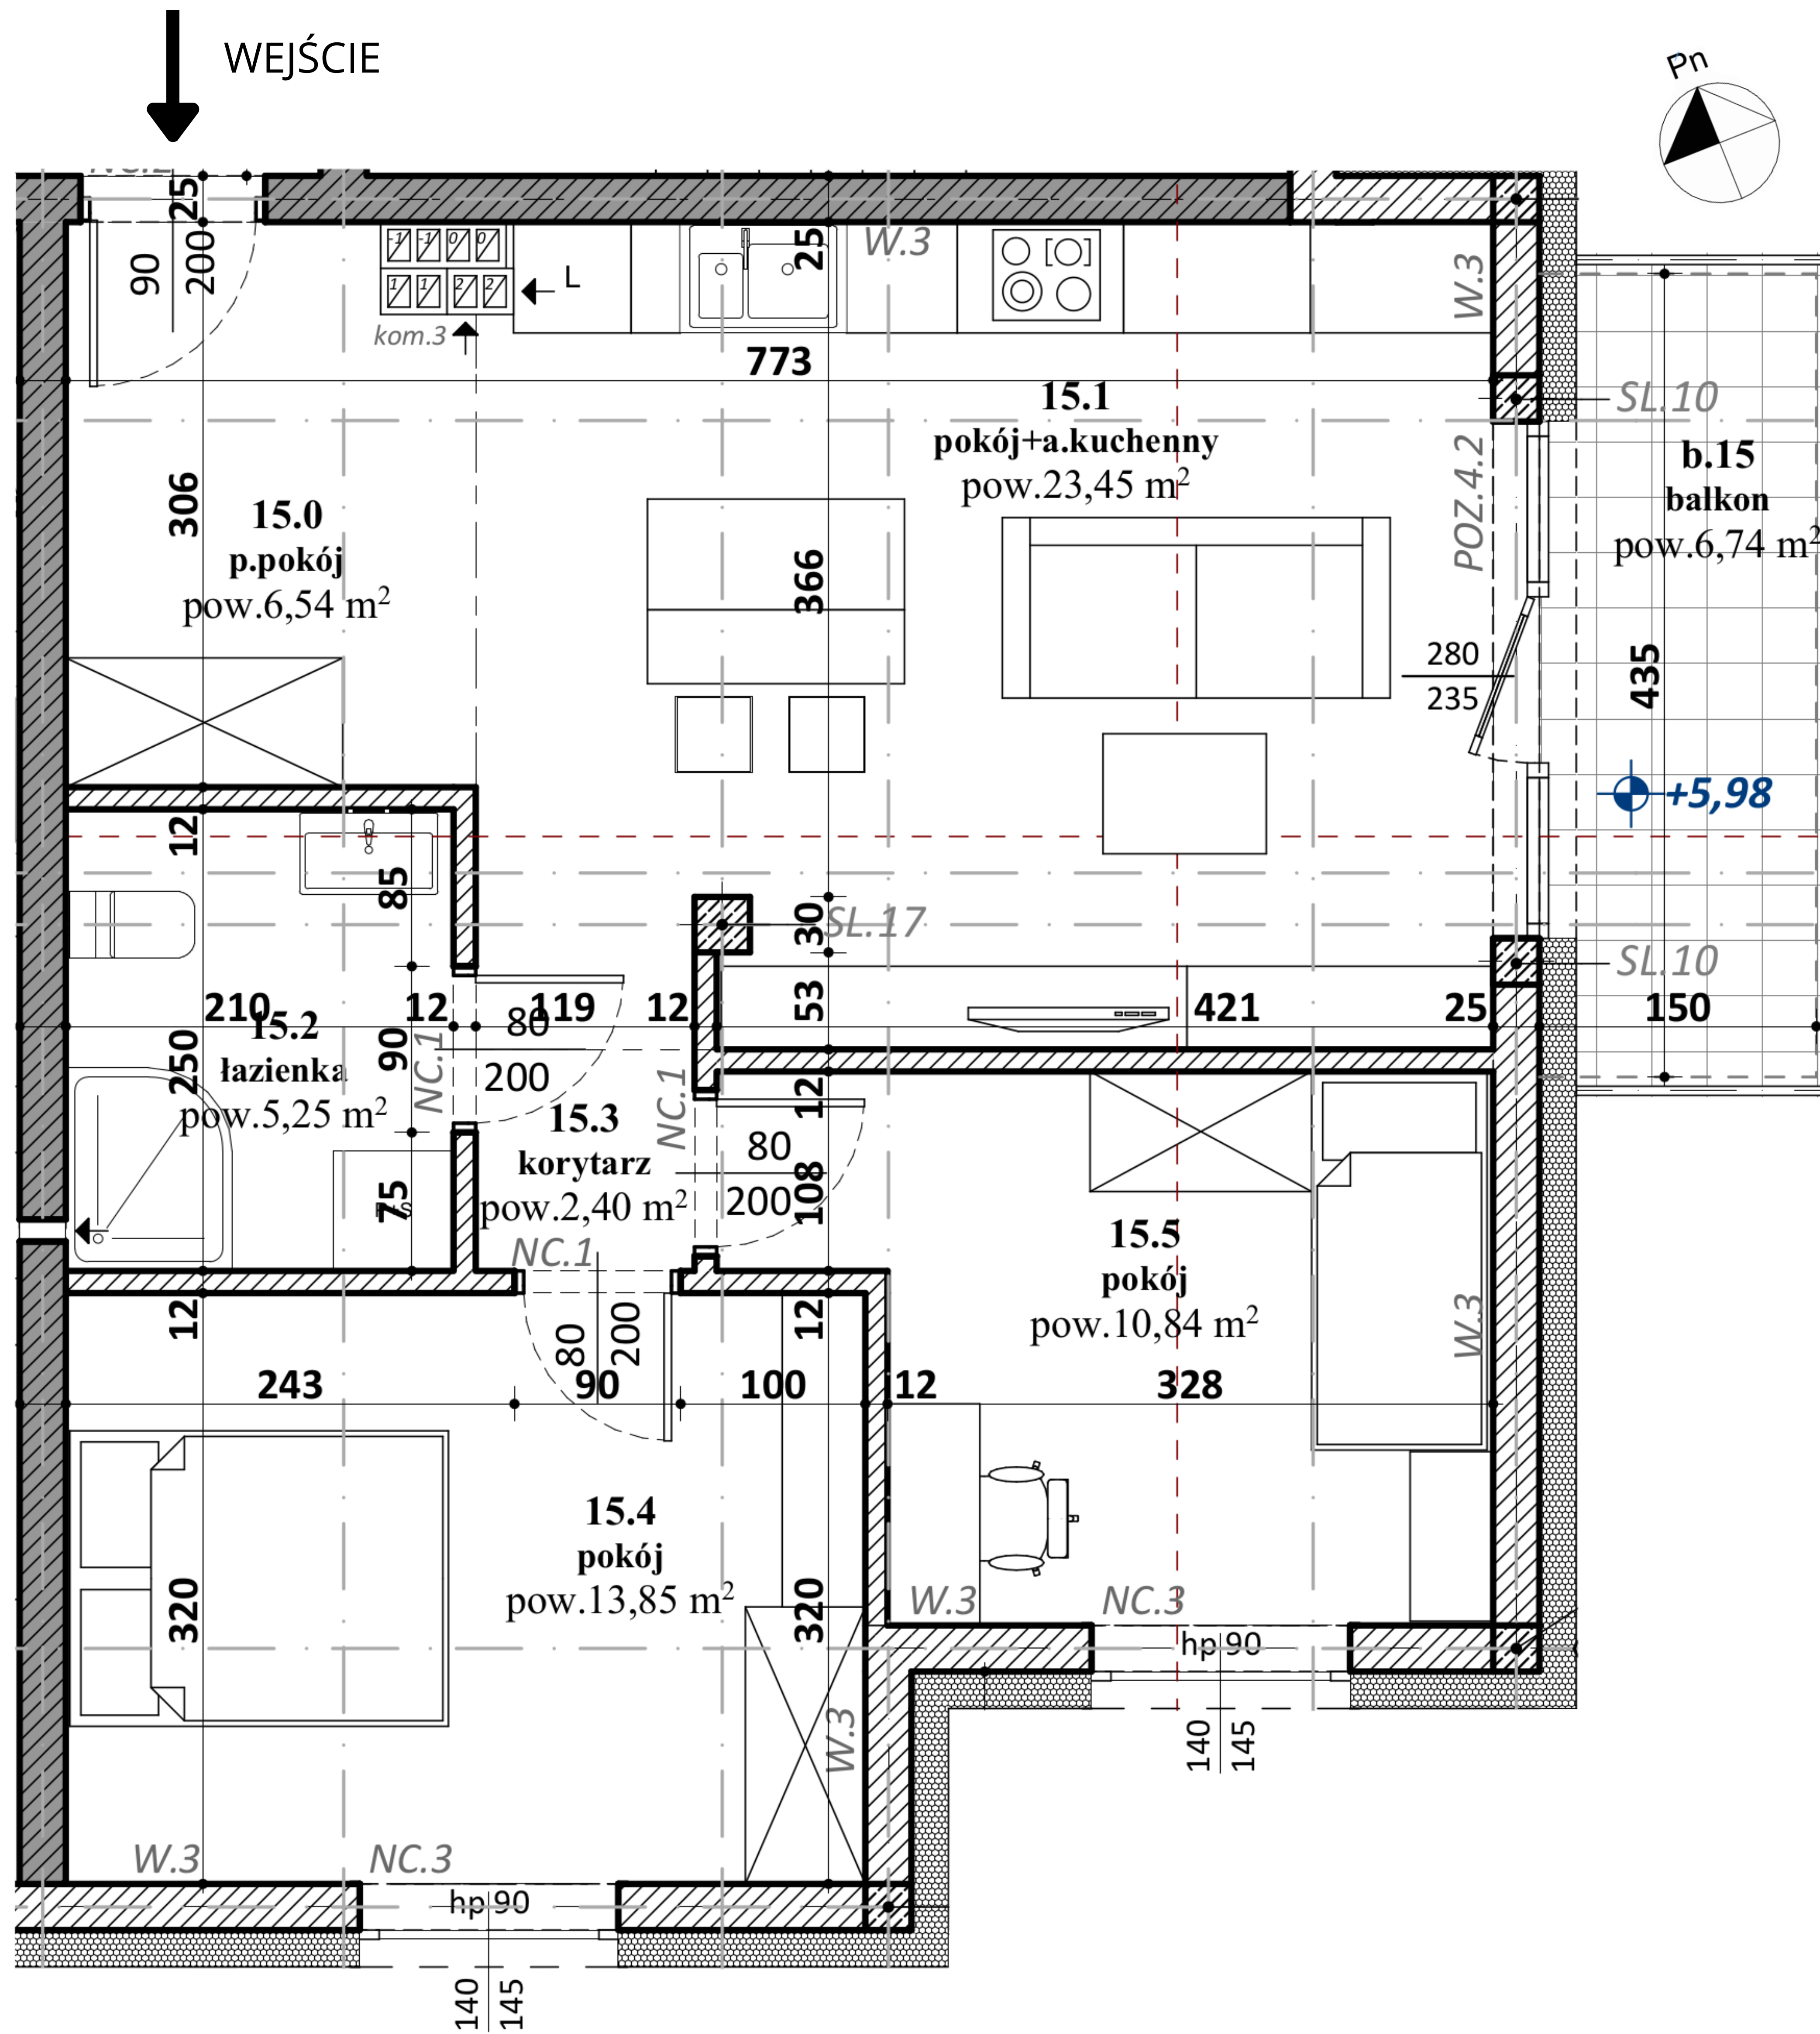 WEJŚCIE
Pn
25
90
200
-1 -1 0 0
1 1 2 2
L
kom.3
25
W.3
W.3
773
15.1
pokój+a.kuchenny
pow.23,45 m²
SL.10
POZ.4.2
b.15
balkon
pow.6,74 m²
306
15.0
p.pokój
pow.6,54 m²
366
280
235
435
+5,98
12
85
30
SL.17
SL.10
210
12
119
12
53
421
25
150
80
200
15.2
łazienka
pow.5,25 m²
250
90
NC.1
NC.1
12
15.3
korytarz
pow.2,40 m²
80
200
108
75
NC.1
15.5
pokój
pow.10,84 m²
W.3
12
80
200
12
243
90
100
12
328
15.4
pokój
pow.13,85 m²
320
320
W.3
NC.3
hp 90
140
145
W.3
W.3
NC.3
hp 90
140
145